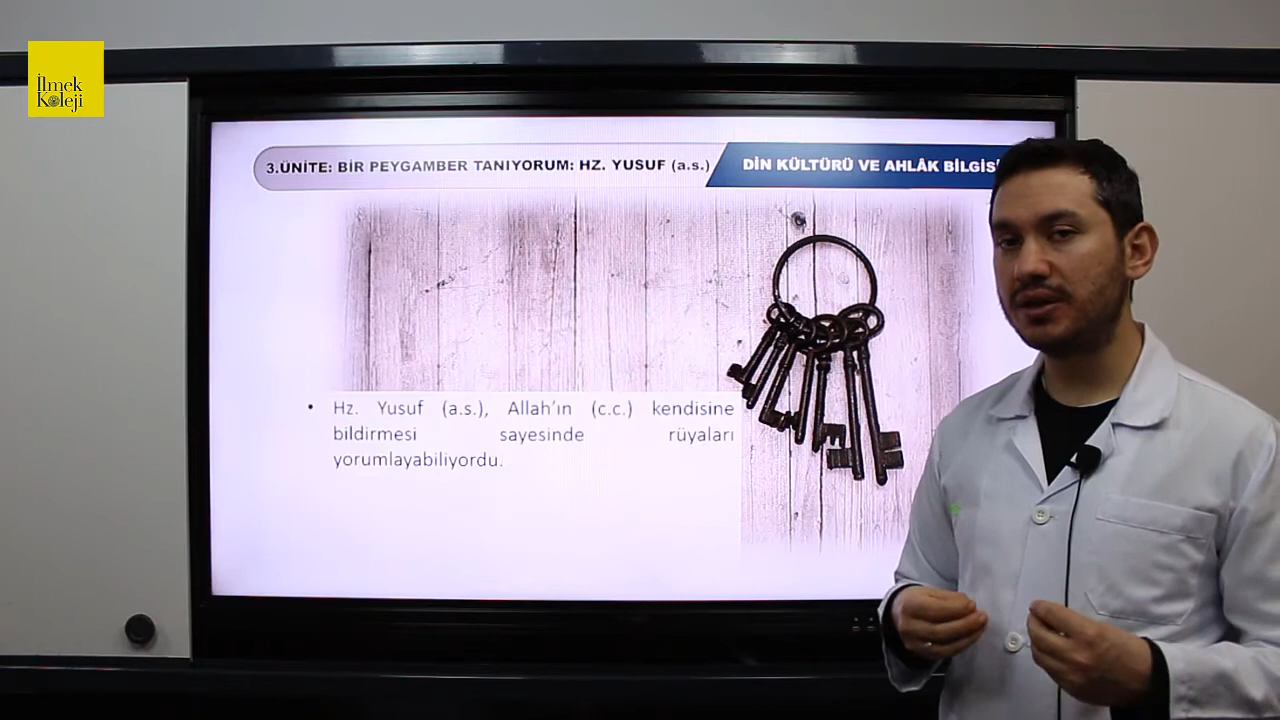 İlmek
Koleji
3.ÜNİTE: BİR PEYGAMBER TANIYORUM: HZ. YUSUF (a.s.)
DİN KÜLTÜRÜ VE AHLÂK BİLGİSİ
• Hz. Yusuf (a.s.), Allah'ın (c.c.) kendisine
bildirmesi sayesinde rüyaları
yorumlayabiliyordu.